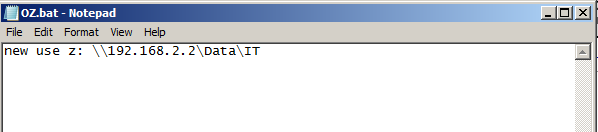 OZ.bat - Notepad
File Edit Format View Help
new use z: \\192.168.2.2\Data\IT